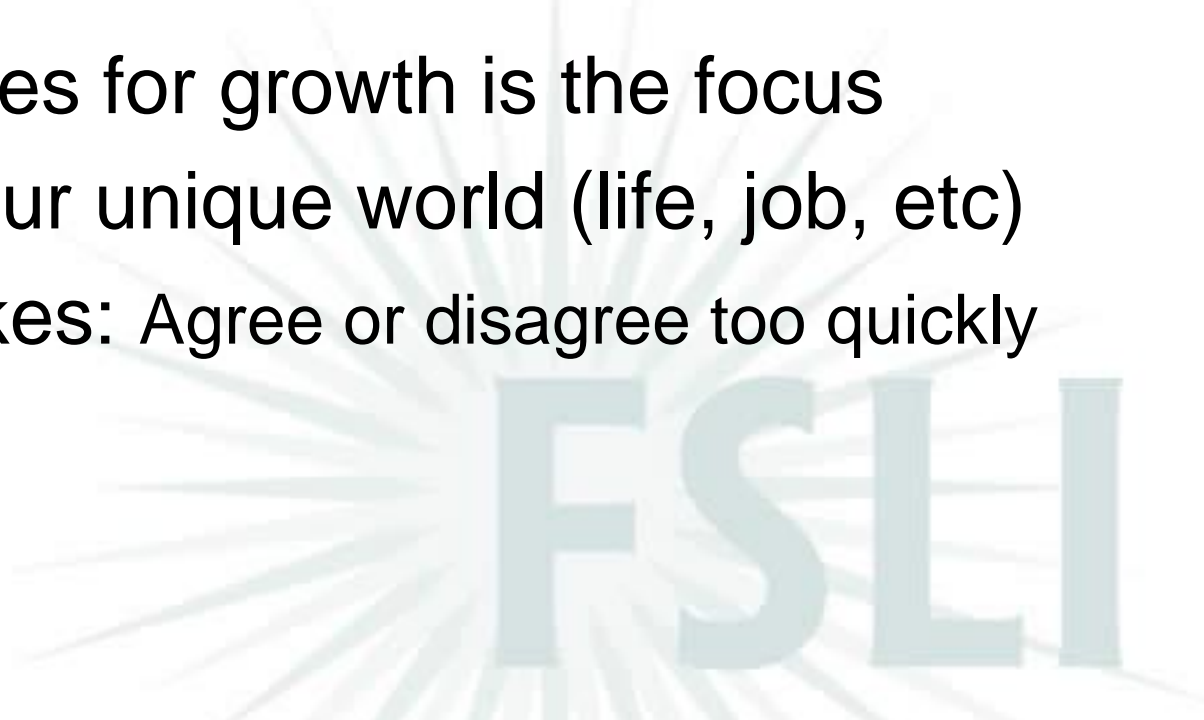 es for growth is the focus
ur unique world (life, job, etc)
kes: Agree or disagree too quickly
FSLI